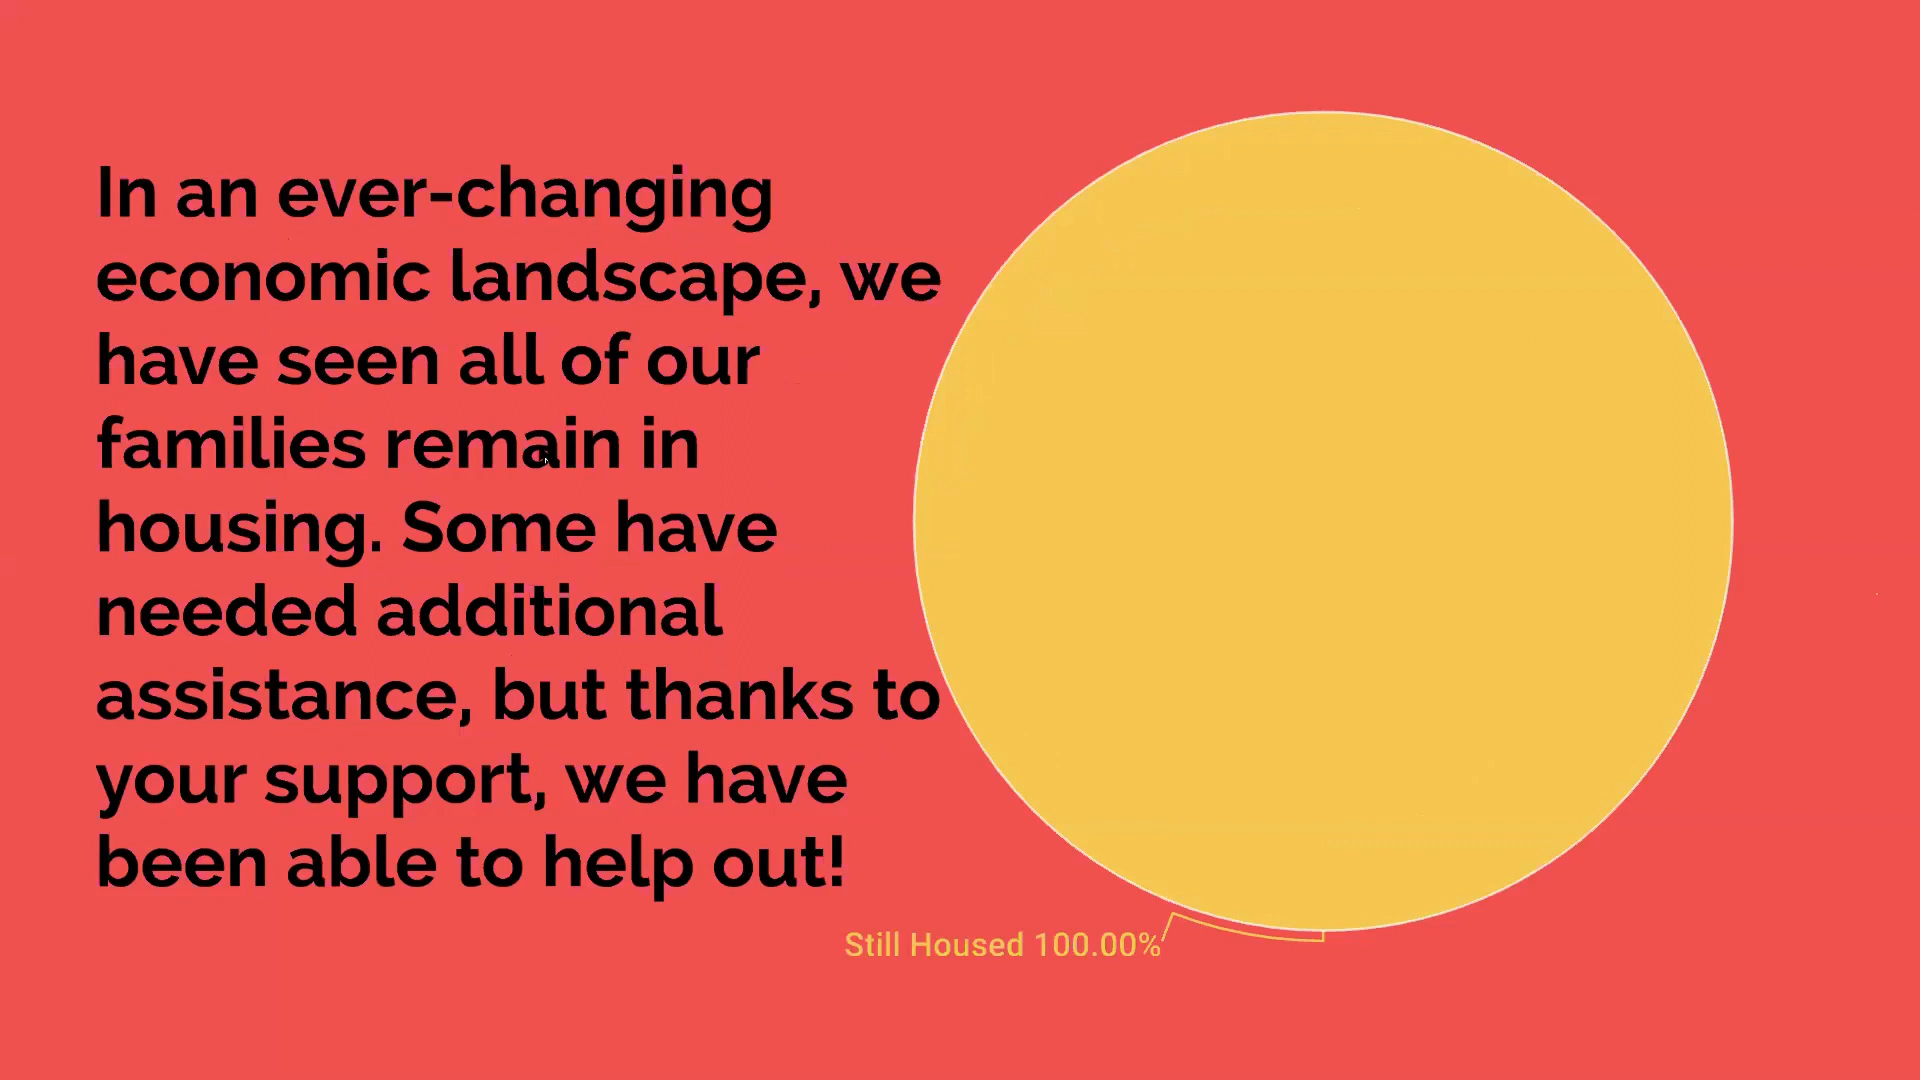 In an ever-changing
economic landscape, we
have seen all of our
families remain in
housing. Some have
needed additional
assistance, but thanks to
your support, we have
been able to help out!
Still Housed 100.00%